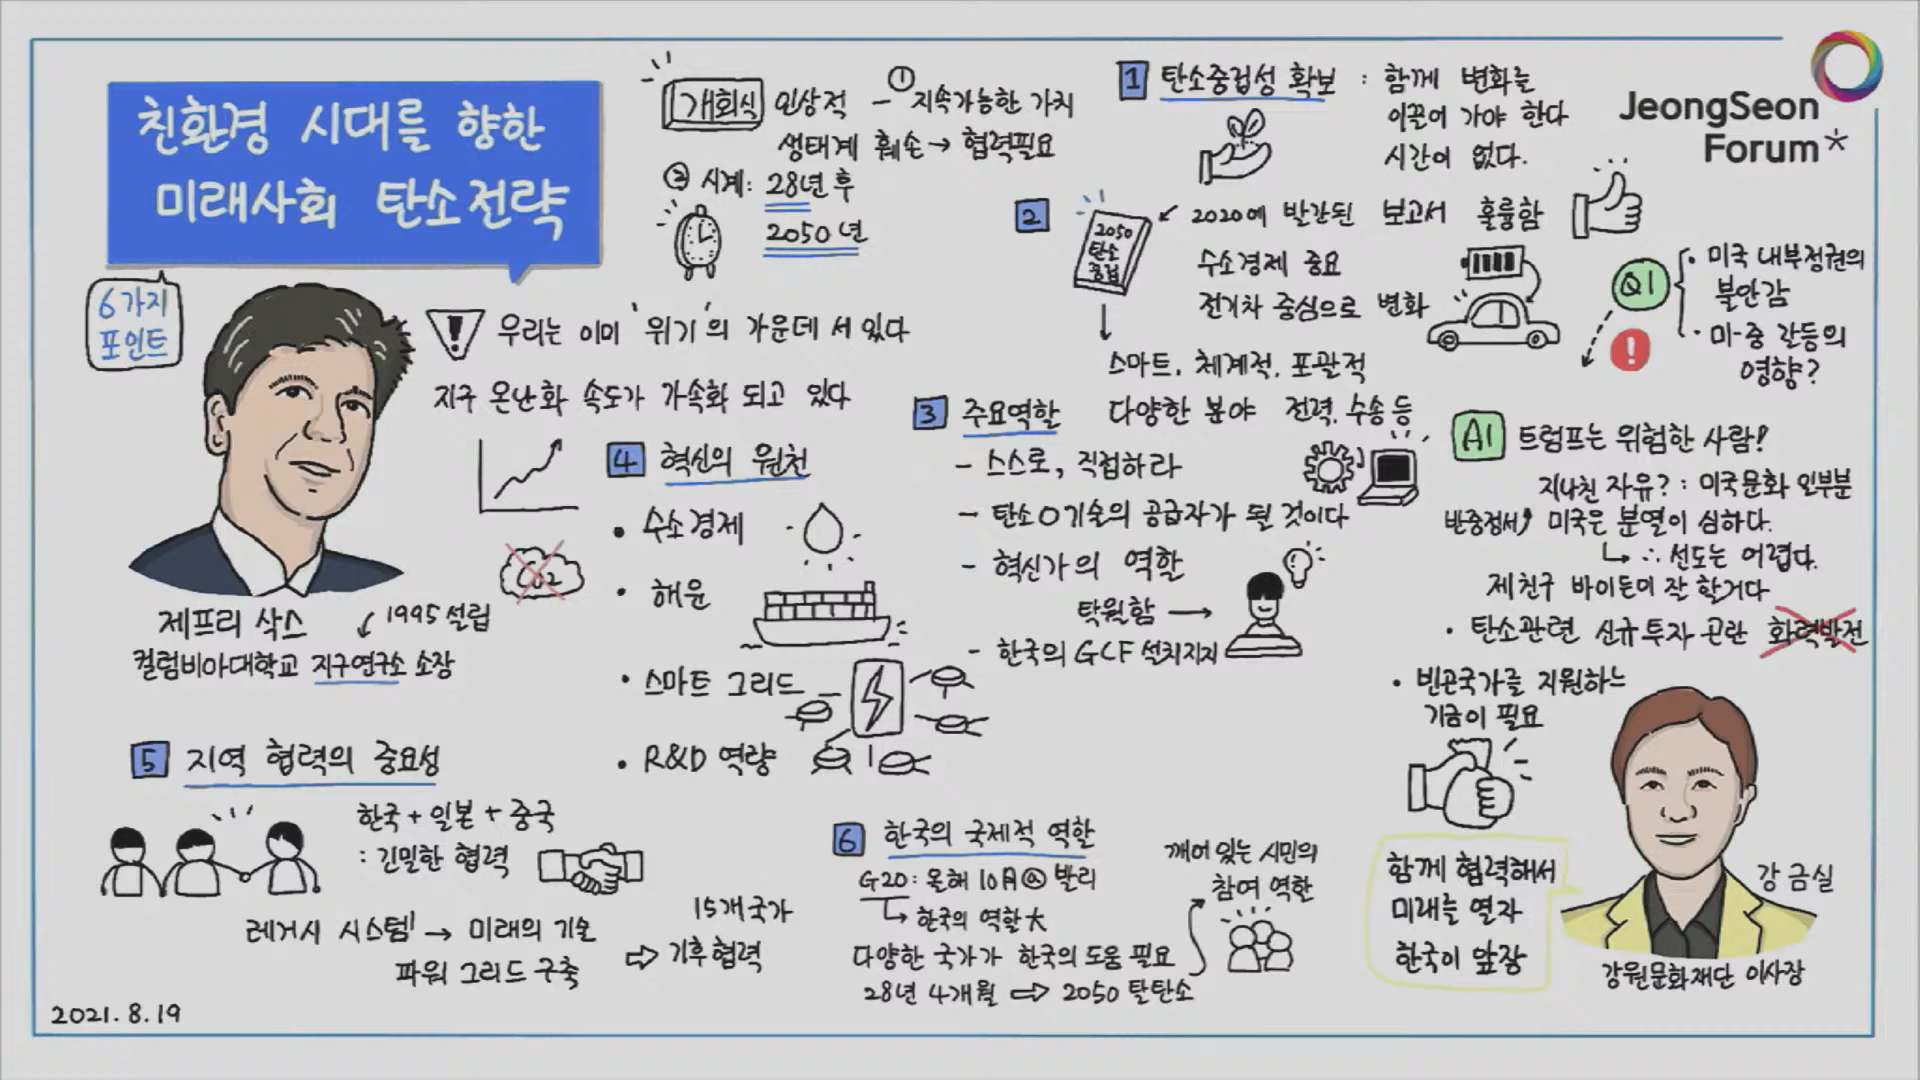 친환경 시대를 향한
미래사회 탄소전략
6가지
포인트
개회식 인상적 - ① 지속가능한 가치
생태계 훼손 → 협력필요
② 시계: 28년 후
2050년
우리는 이미 '위기'의 가운데 서 있다
지구 온난화 속도가 가속화 되고 있다
CO2
제프리 삭스
1995 설립
컬럼비아대학교 지구연구소 소장
JeongSeon
Forum*
1 탄소중립성 확보 : 함께 변화를
이끌어 가야 한다
시간이 없다.
2
2050
탄소
중립
2020에 발간된 보고서 훌륭함
수소경제 중요
전기차 중심으로 변화
스마트, 체계적, 포괄적
다양한 분야 전력, 수송 등
3 주요역할
- 스스로, 직접하라
- 탄소0기술의 공급자가 될 것이다
- 혁신가의 역할
탁월함 →
- 한국의 GCF 설치지지
4 혁신의 원천
• 수소경제
• 해운
• 스마트 그리드
• R&D 역량
5 지역 협력의 중요성
한국 + 일본 + 중국
: 긴밀한 협력
레거시 시스템! → 미래의 기술
파워 그리드 구축
15개 국가
⇨ 기후협력
6 한국의 국제적 역할
G20: 올해 10月 @ 발리
↳ 한국의 역할 大
다양한 국가가 한국의 도움 필요
28년 4개월 ⇨ 2050 탈탄소
깨어 있는 시민의
참여 역할
Q1
• 미국 내부정권의
불안감
• 미-중 갈등의
영향?
!
A1 트럼프는 위험한 사람!
지나친 자유? : 미국문화 일부분
반중정서, 미국은 분열이 심하다.
↳ ∴ 선도는 어렵다.
제 친구 바이든이 잘 할거다
• 탄소관련 신규투자 곤란 화력발전
• 빈곤국가를 지원하는
기금이 필요
함께 협력해서
미래를 열자
한국이 앞장
강금실
강원문화재단 이사장
2021.8.19